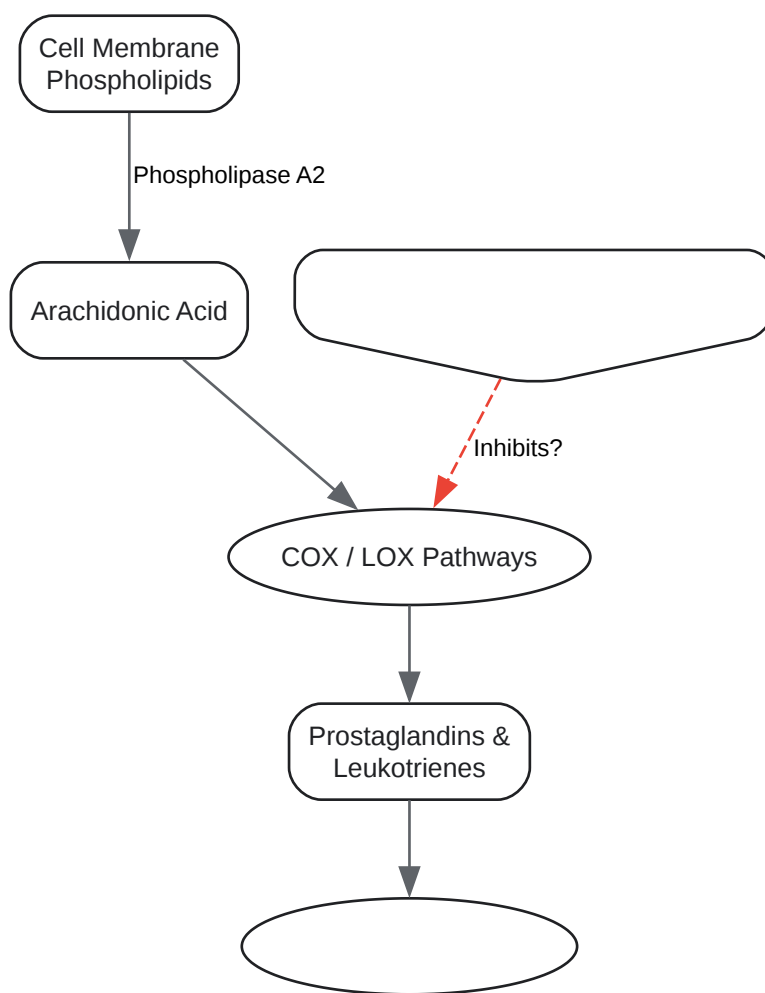 Cell Membrane
Phospholipids
Phospholipase A2
Arachidonic Acid
Inhibits?
COX / LOX Pathways
Prostaglandins &
Leukotrienes